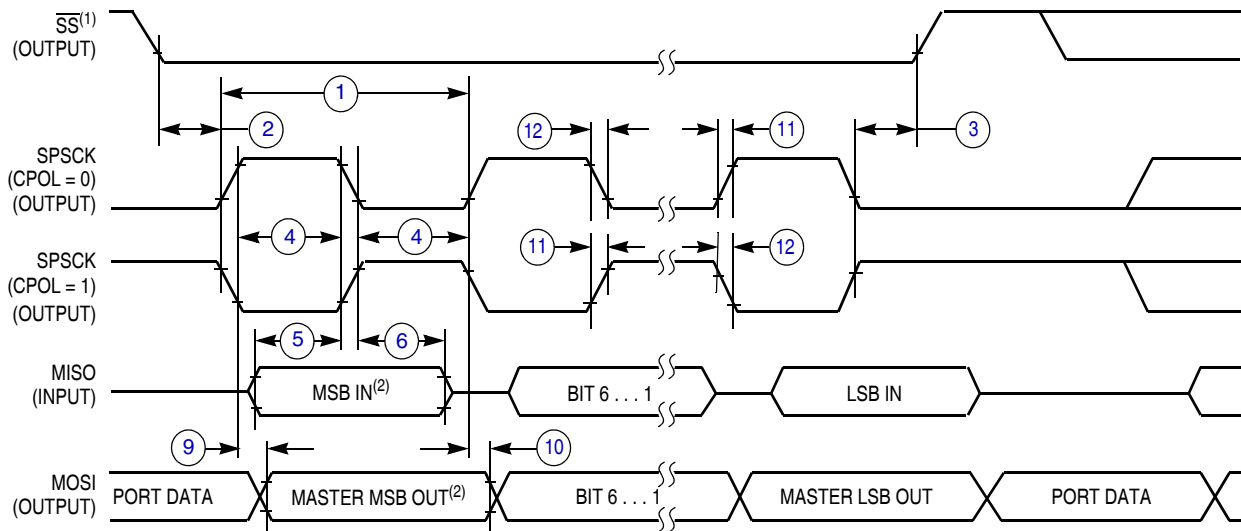 SS(1)
(OUTPUT)
1
2
12
11
3
SPSCK
(CPOL = 0)
(OUTPUT)
4
4
11
12
SPSCK
(CPOL = 1)
(OUTPUT)
5
6
MISO
(INPUT)
MSB IN(2)
BIT 6 . . . 1
LSB IN
9
10
MOSI
(OUTPUT)
PORT DATA
MASTER MSB OUT(2)
BIT 6 . . . 1
MASTER LSB OUT
PORT DATA